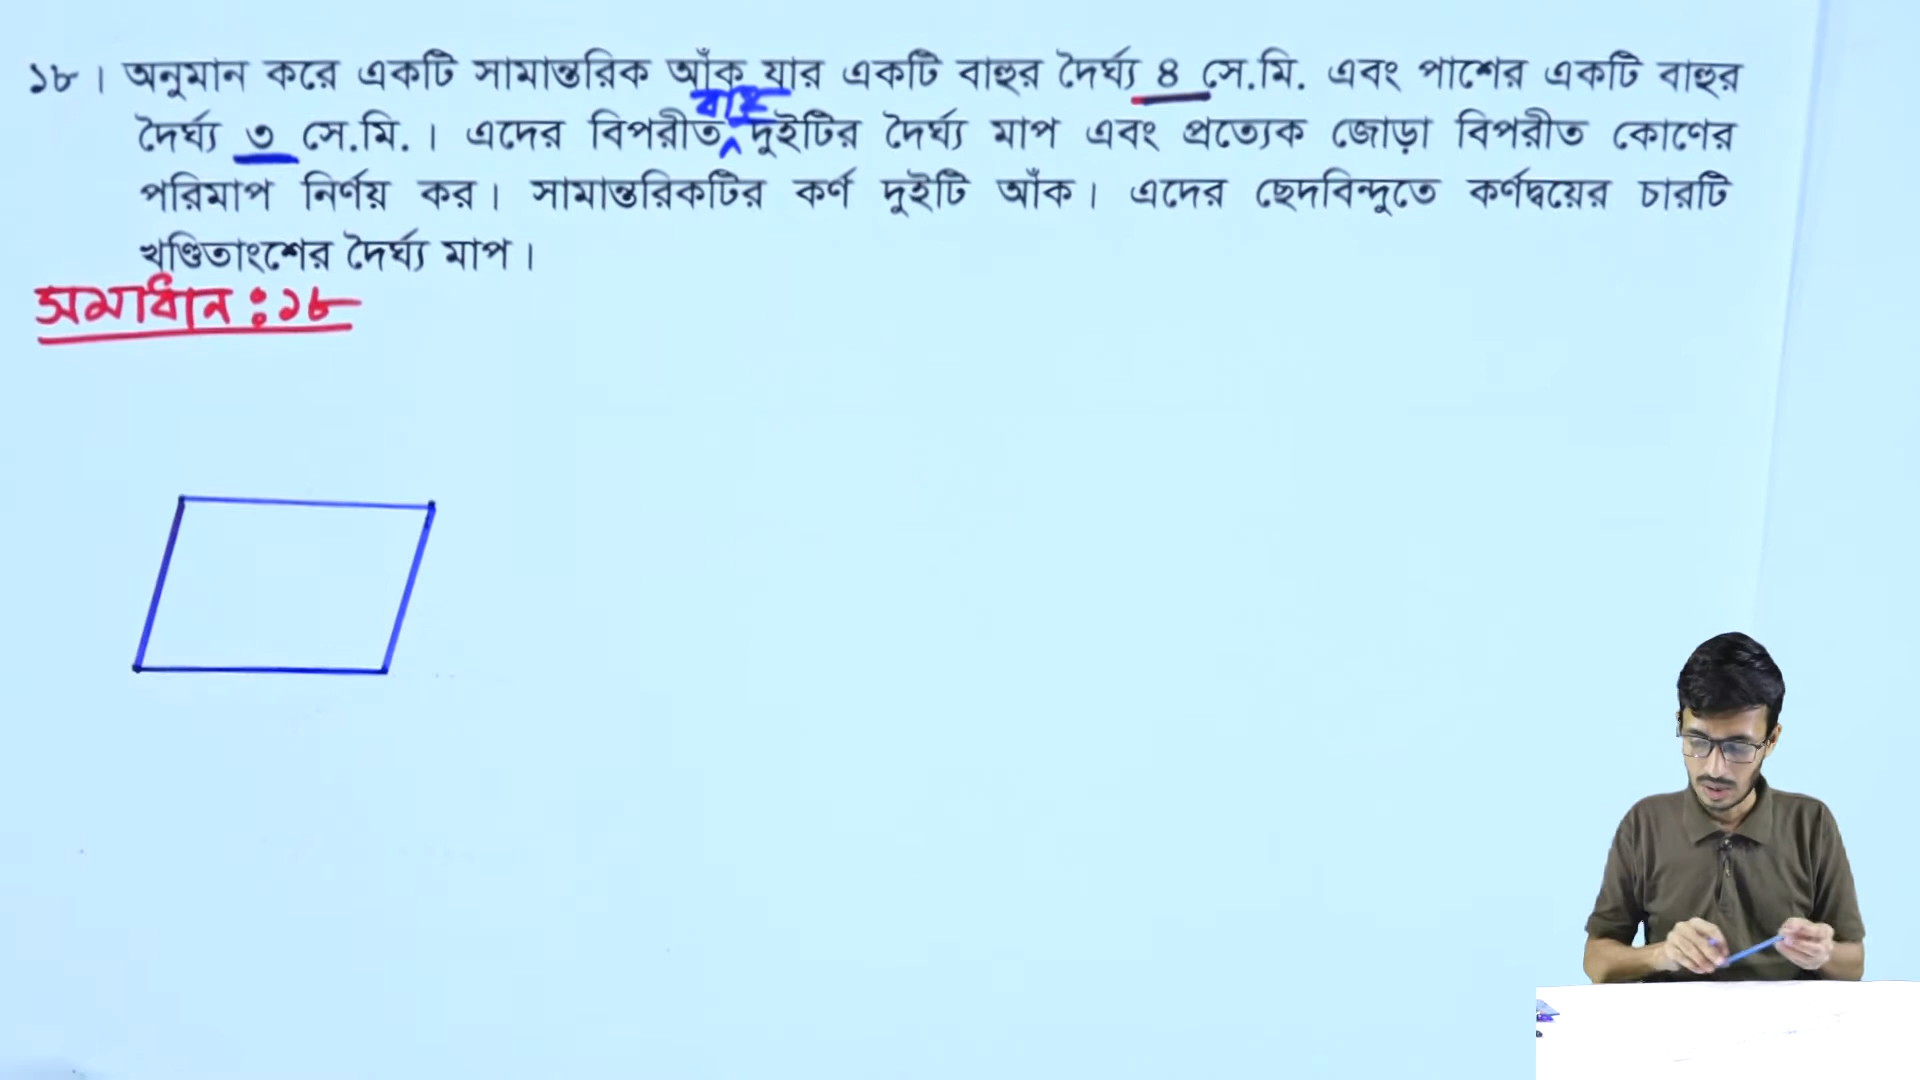 ১৮। অনুমান করে একটি সামান্তরিক আঁক যার একটি বাহুর দৈর্ঘ্য ৪ সে.মি. এবং পাশের একটি বাহুর
বাহু
দৈর্ঘ্য ৩ সে.মি.। এদের বিপরীত ^ দুইটির দৈর্ঘ্য মাপ এবং প্রত্যেক জোড়া বিপরীত কোণের
পরিমাপ নির্ণয় কর। সামান্তরিকটির কর্ণ দুইটি আঁক। এদের ছেদবিন্দুতে কর্ণদ্বয়ের চারটি
খণ্ডিতাংশের দৈর্ঘ্য মাপ।
সমাধান : ১৮